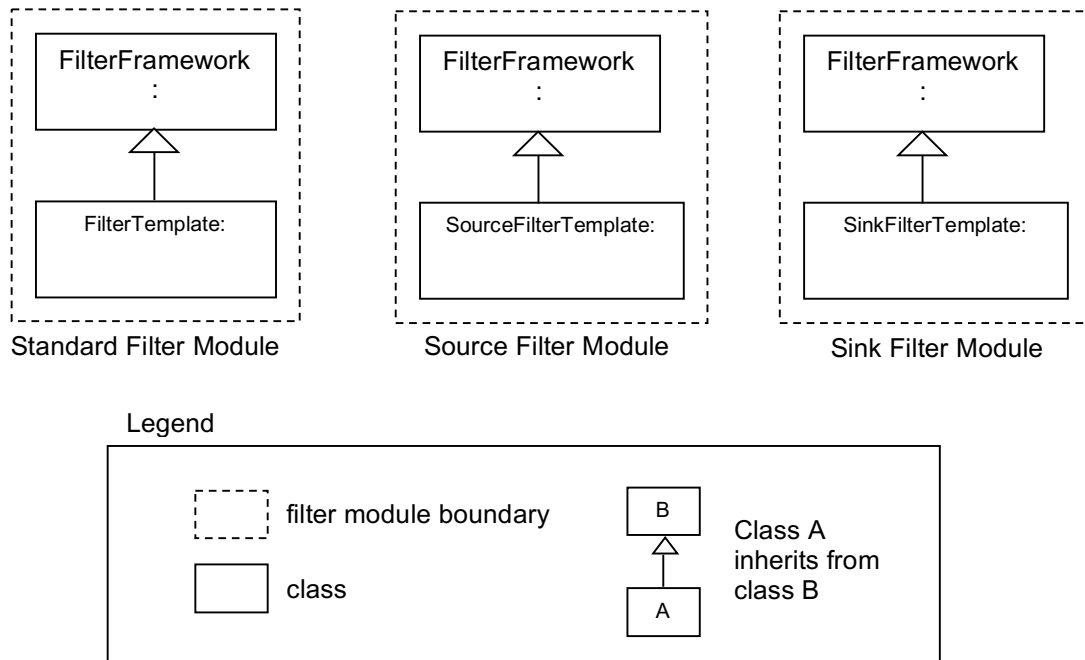 FilterFramework
:
FilterTemplate:
Standard Filter Module
FilterFramework
:
SourceFilterTemplate:
Source Filter Module
FilterFramework
:
SinkFilterTemplate:
Sink Filter Module
Legend
filter module boundary
class
B
A
Class A
inherits from
class B